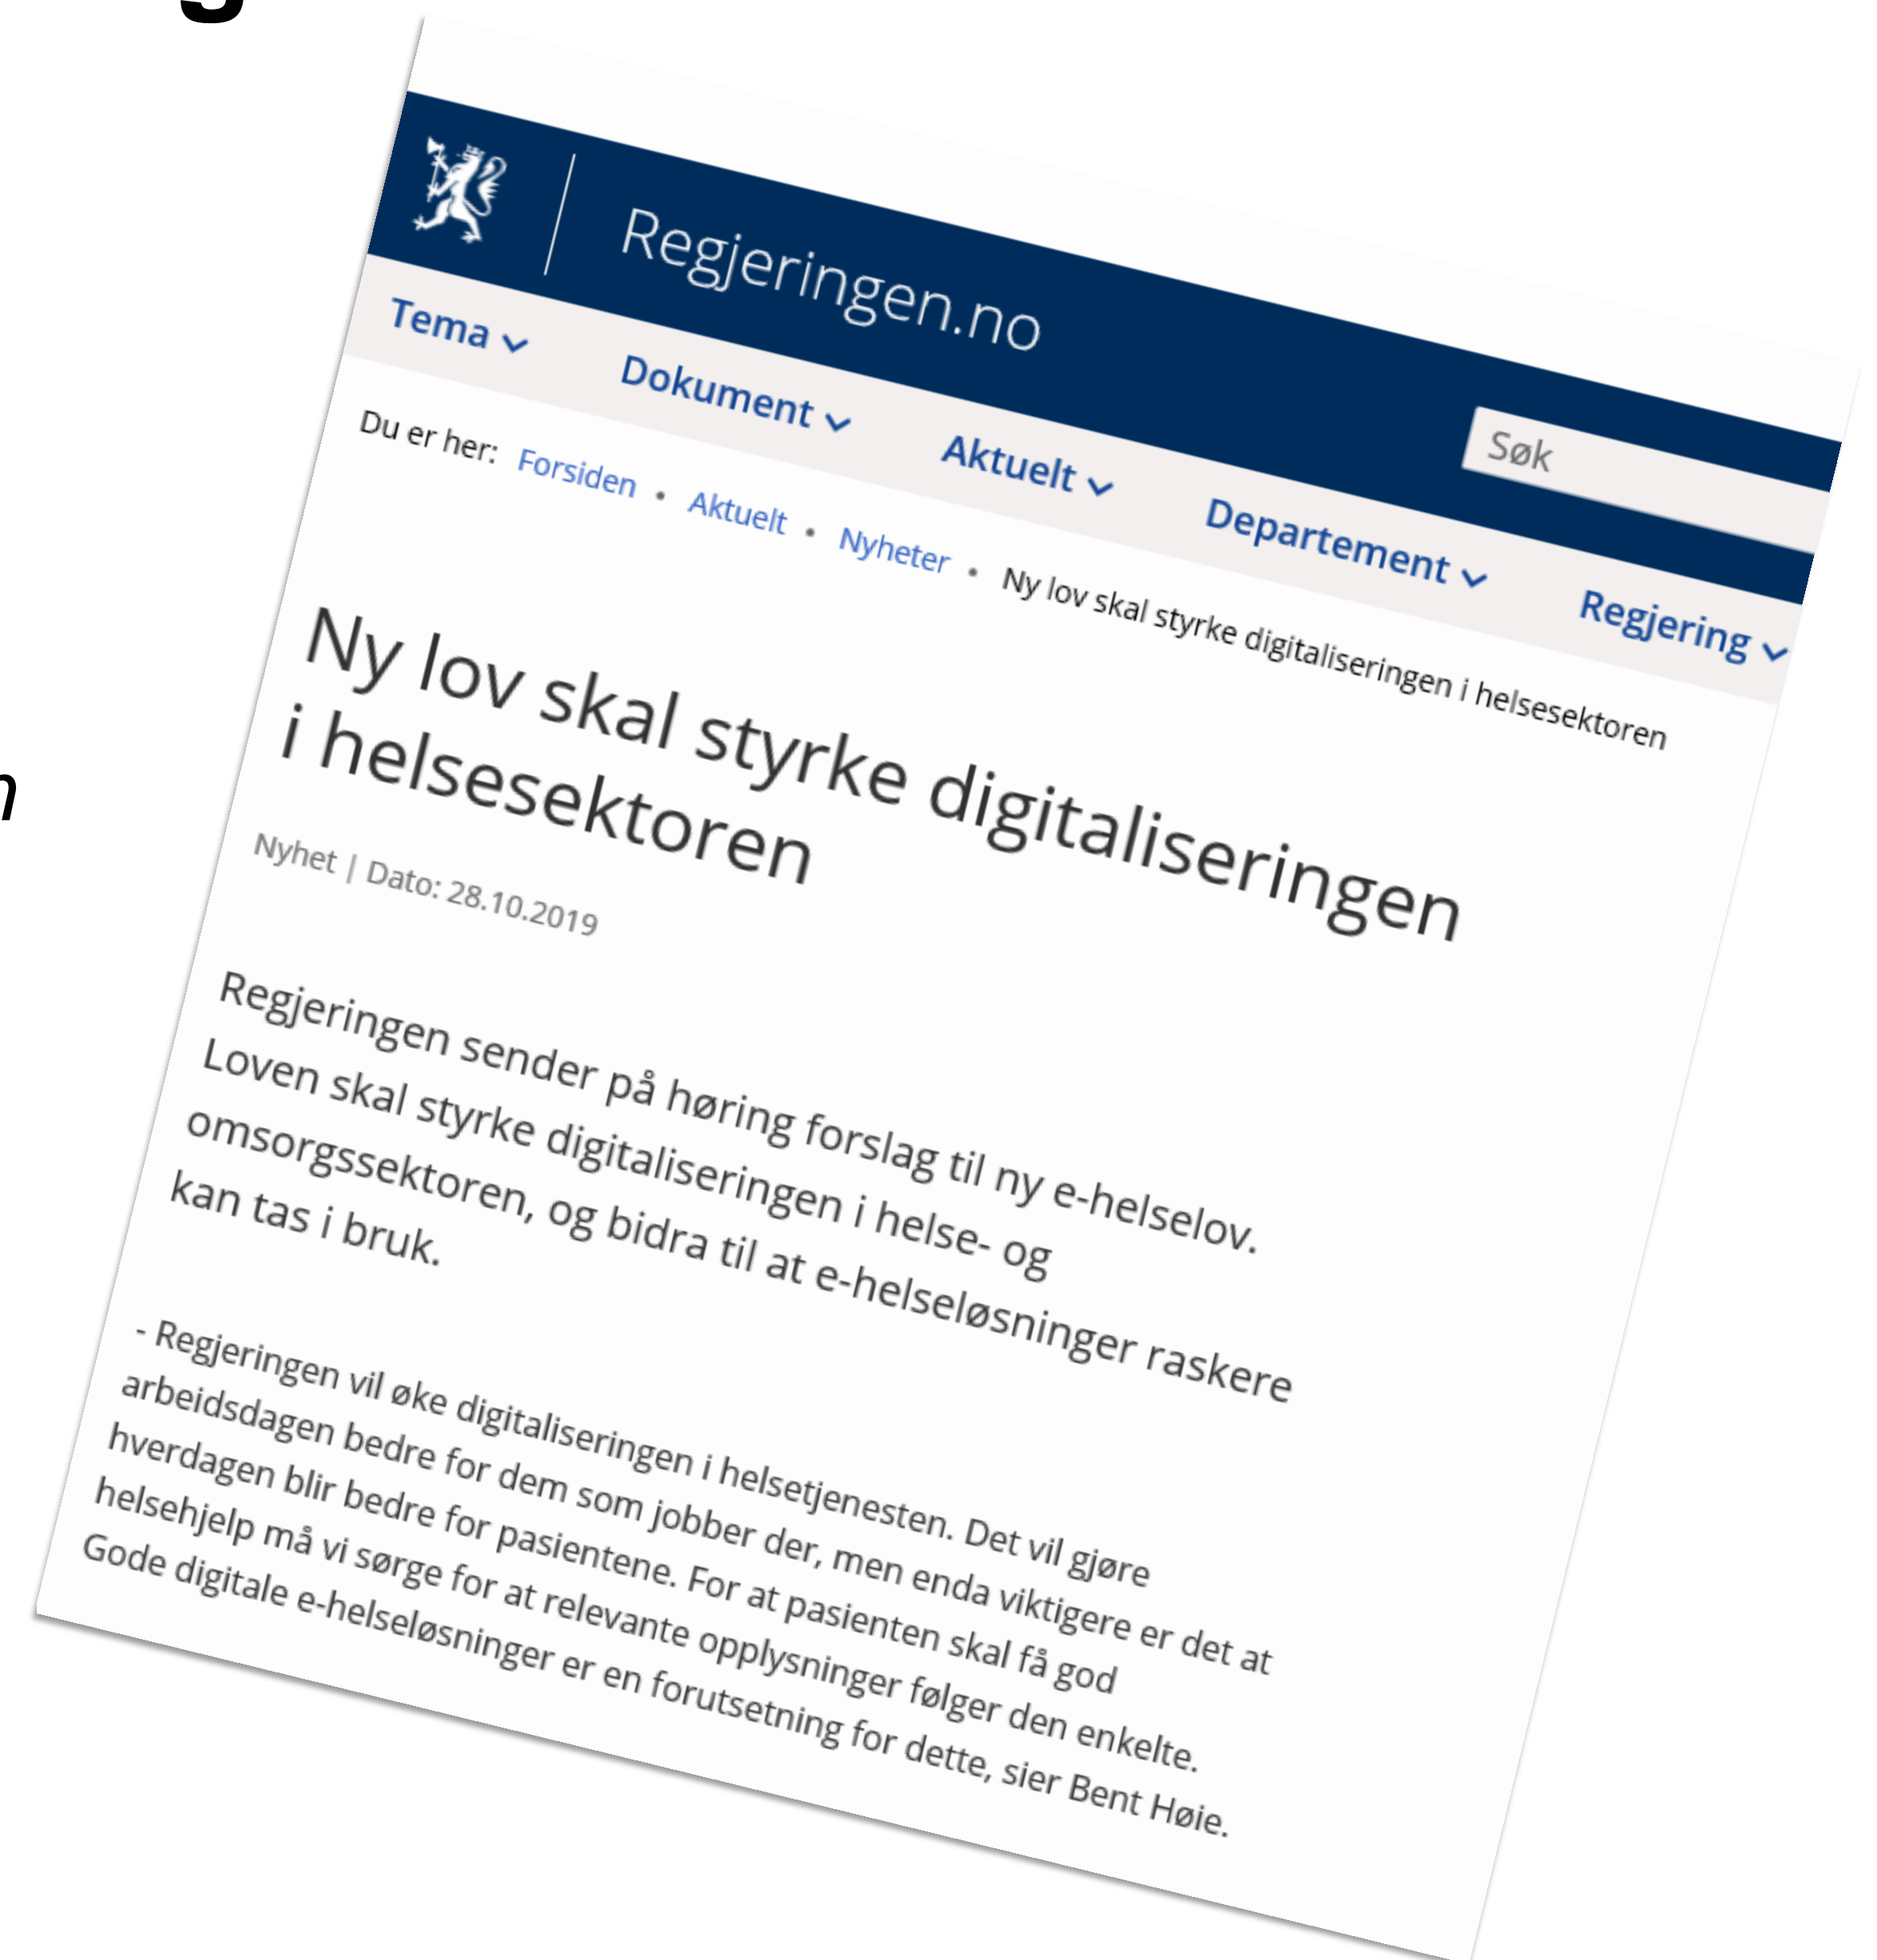 g
n
Regjeringen.no
Søk
Tema
Dokument
Aktuelt
Departement
Regjering
Du er her: Forsiden • Aktuelt • Nyheter • Ny lov skal styrke digitaliseringen i helsesektoren
Ny lov skal styrke digitaliseringen
i helsesektoren
Nyhet | Dato: 28.10.2019
Regjeringen sender på høring forslag til ny e-helselov.
Loven skal styrke digitaliseringen i helse- og
omsorgssektoren, og bidra til at e-helseløsninger raskere
kan tas i bruk.
- Regjeringen vil øke digitaliseringen i helsetjenesten. Det vil gjøre
arbeidsdagen bedre for dem som jobber der, men enda viktigere er det at
hverdagen blir bedre for pasientene. For at pasienten skal få god
helsehjelp må vi sørge for at relevante opplysninger følger den enkelte.
Gode digitale e-helseløsninger er en forutsetning for dette, sier Bent Høie.